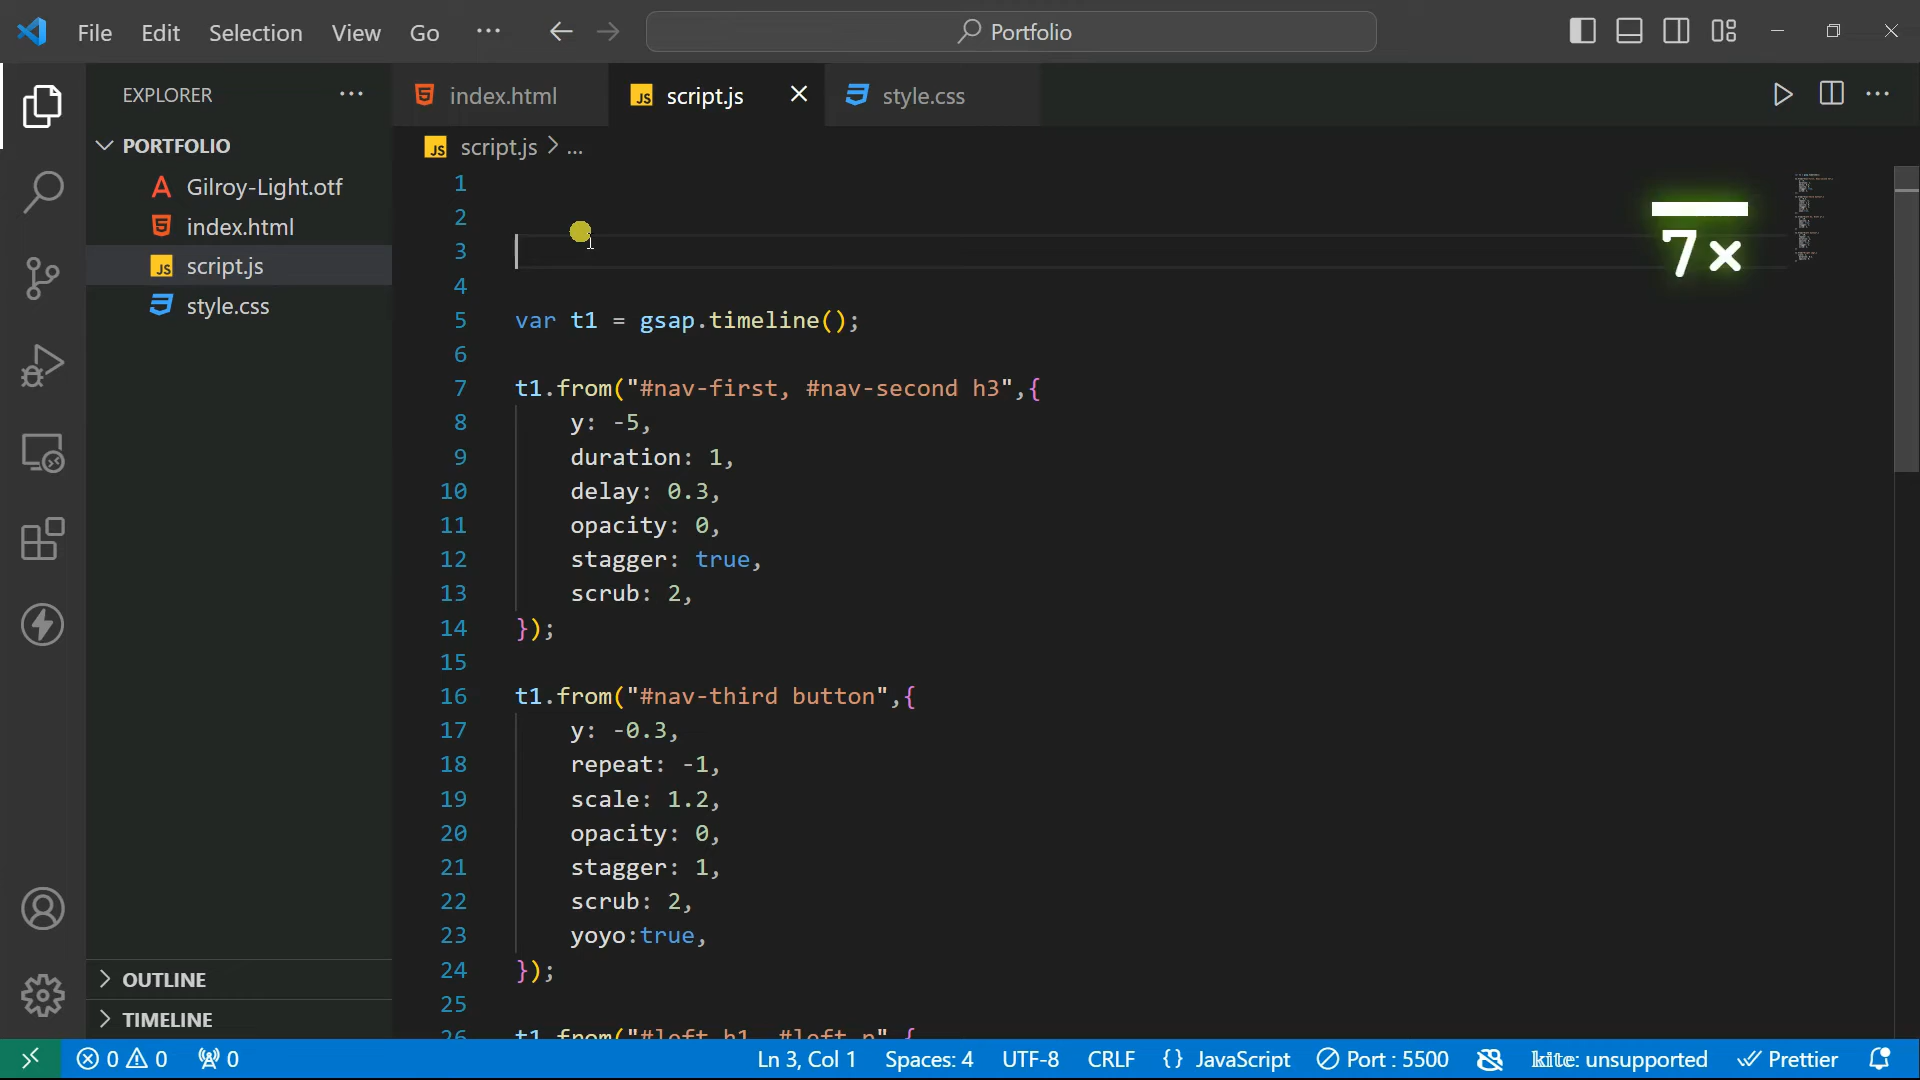 File Edit Selection View Go ... Portfolio
EXPLORER ...
index.html
script.js
style.css
PORTFOLIO
script.js > ...
Gilroy-Light.otf
index.html
script.js
style.css
7×
1
2
3
4
5 var t1 = gsap.timeline();
6
7 t1.from("#nav-first, #nav-second h3",{
8 y: -5,
9 duration: 1,
10 delay: 0.3,
11 opacity: 0,
12 stagger: true,
13 scrub: 2,
14 });
15
16 t1.from("#nav-third button",{
17 y: -0.3,
18 repeat: -1,
19 scale: 1.2,
20 opacity: 0,
21 stagger: 1,
22 scrub: 2,
23 yoyo:true,
24 });
25
26 t1.from("#left h1, #left p",{
OUTLINE
TIMELINE
0 0 0 Ln 3, Col 1 Spaces: 4 UTF-8 CRLF {} JavaScript Port : 5500 kite: unsupported Prettier